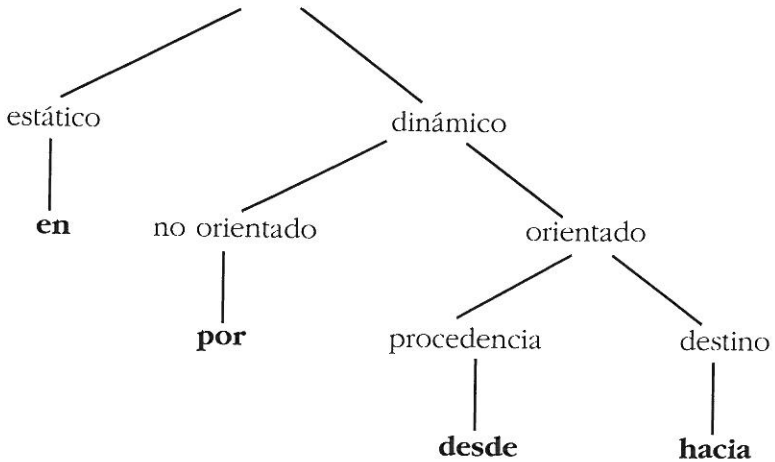 estático dinámico
en no orientado orientado
por procedencia destino
desde hacia